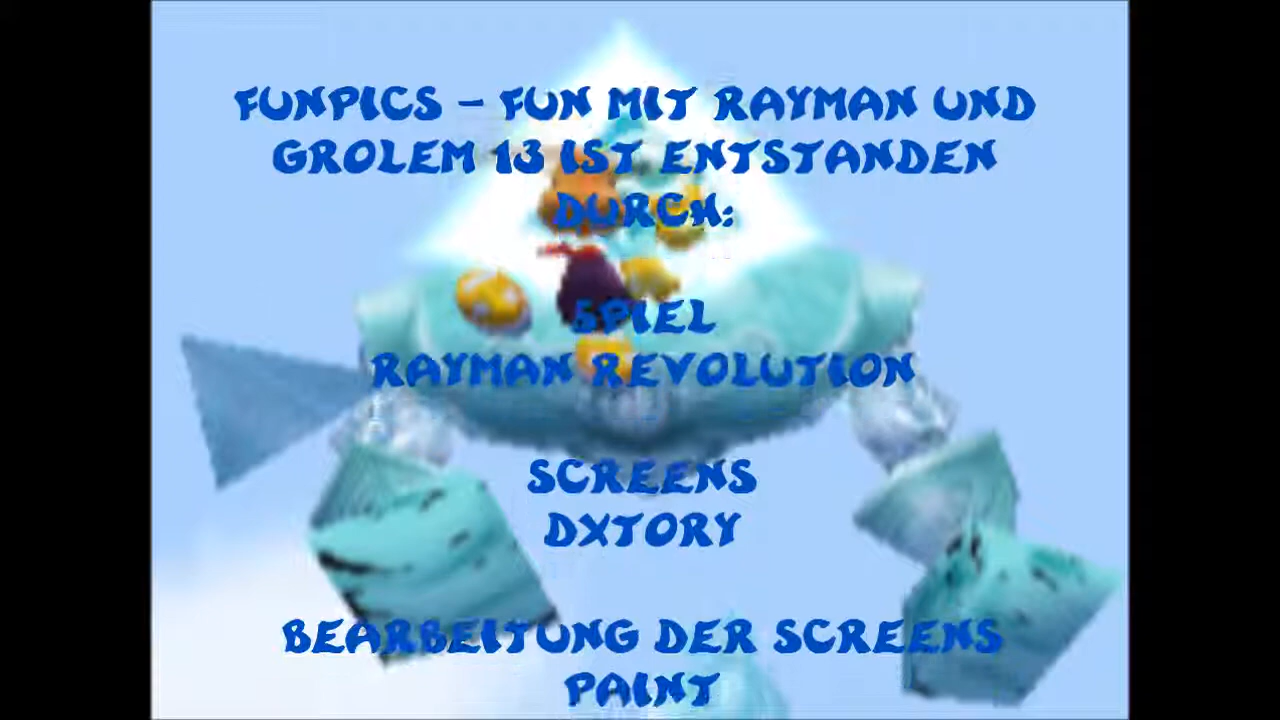 FUNPICS - FUN MIT RAYMAN UND
GROLEM 13 IST ENTSTANDEN
DURCH:
SPIEL
RAYMAN REVOLUTION
SCREENS
DXTORY
BEARBEITUNG DER SCREENS
PAINT